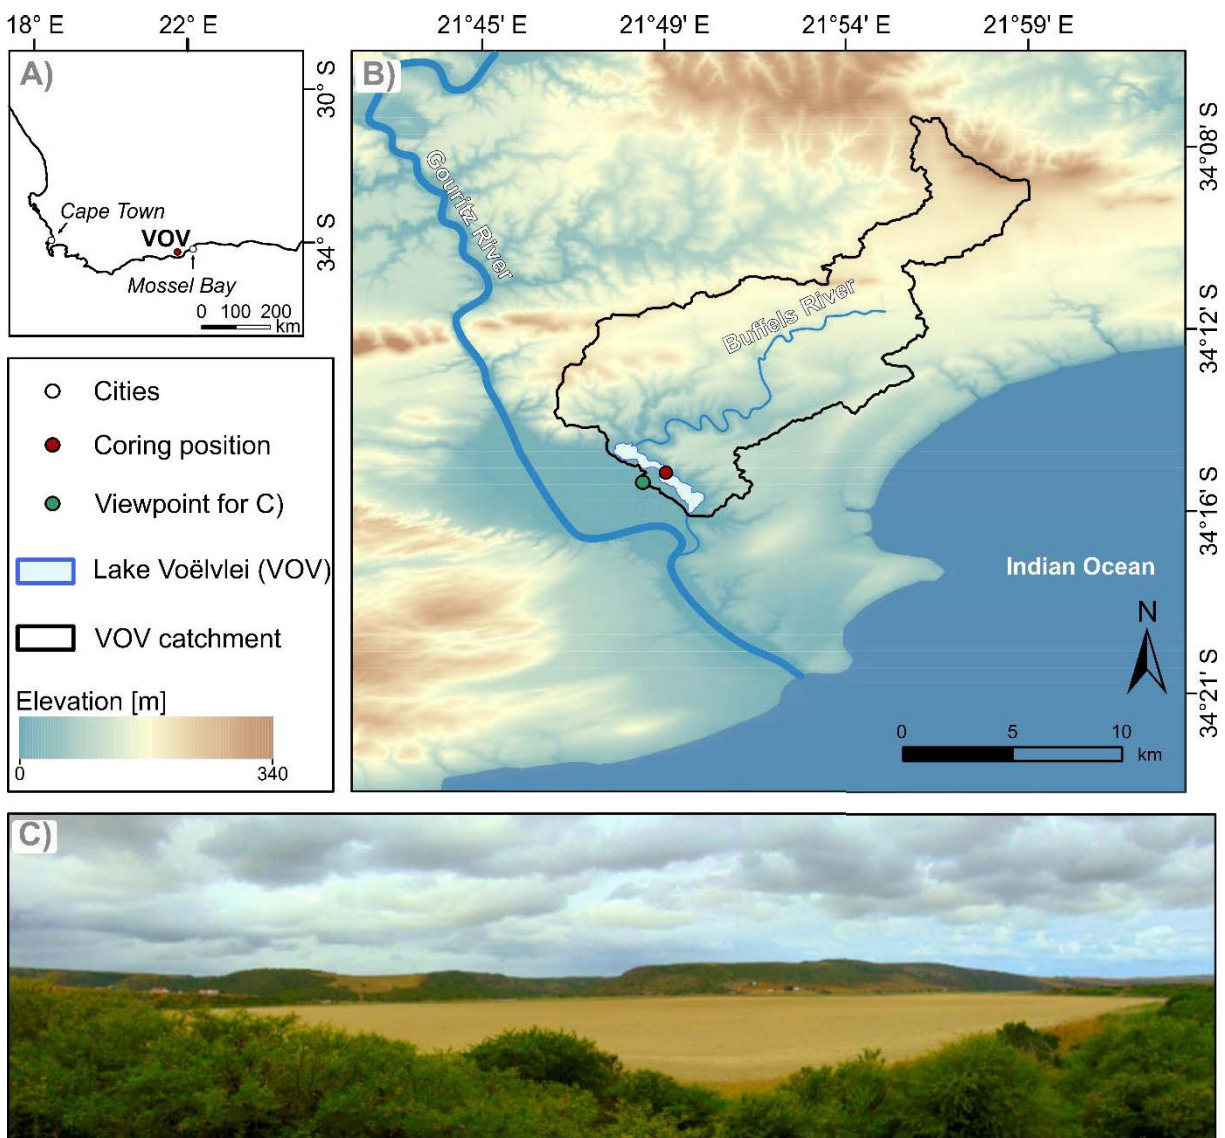 18° E
22° E
A)
30° S
34° S
Cape Town
VOV
Mossel Bay
0 100 200
km
Cities
Coring position
Viewpoint for C)
Lake Voëlvlei (VOV)
VOV catchment
Elevation [m]
0
340
21°45' E
21°49' E
21°54' E
21°59' E
B)
34°08' S
34°12' S
34°16' S
34°21' S
Gouritz River
Buffels River
Indian Ocean
N
0 5 10
km
C)